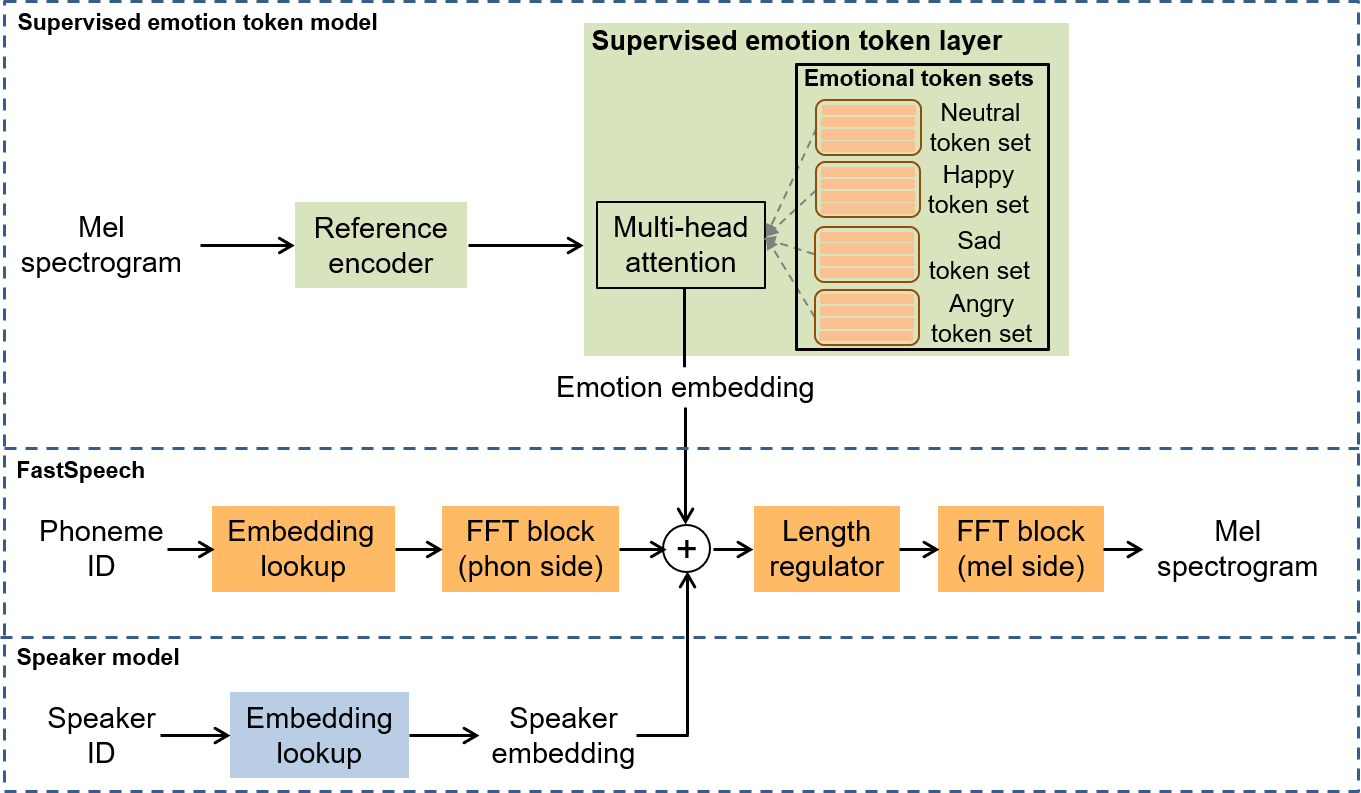 Supervised emotion token model
Supervised emotion token layer
Emotional token sets
Neutral
token set
Happy
token set
Sad
token set
Angry
token set
Mel
spectrogram
Reference
encoder
Multi-head
attention
Emotion embedding
FastSpeech
Phoneme
ID
Embedding
lookup
FFT block
(phon side)
+
Length
regulator
FFT block
(mel side)
Mel
spectrogram
Speaker model
Speaker
ID
Embedding
lookup
Speaker
embedding